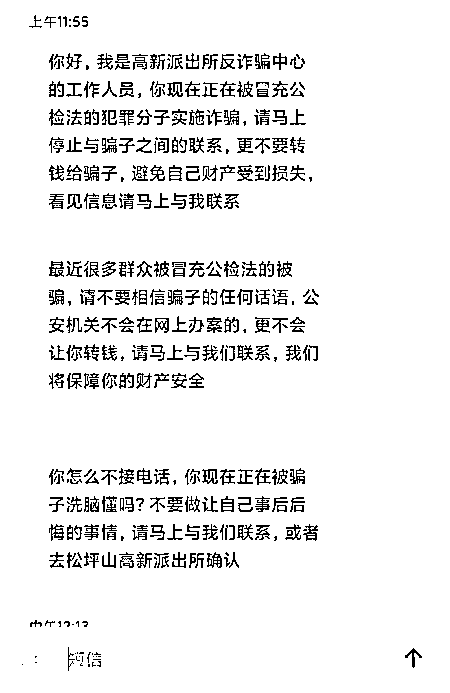 上午11:55
你好，我是高新派出所反诈骗中心
的工作人员，你现在正在被冒充公
检法的犯罪分子实施诈骗，请马上
停止与骗子之间的联系，更不要转
钱给骗子，避免自己财产受到损失，
看见信息请马上与我联系
最近很多群众被冒充公检法的被
骗，请不要相信骗子的任何话语，公
安机关不会在网上办案的，更不会
让你转钱，请马上与我们联系，我们
将保障你的财产安全
你怎么不接电话，你现在正在被骗
子洗脑懂吗？不要做让自己事后后
悔的事情，请马上与我们联系，或者
去松坪山高新派出所确认
中午12:13
短信